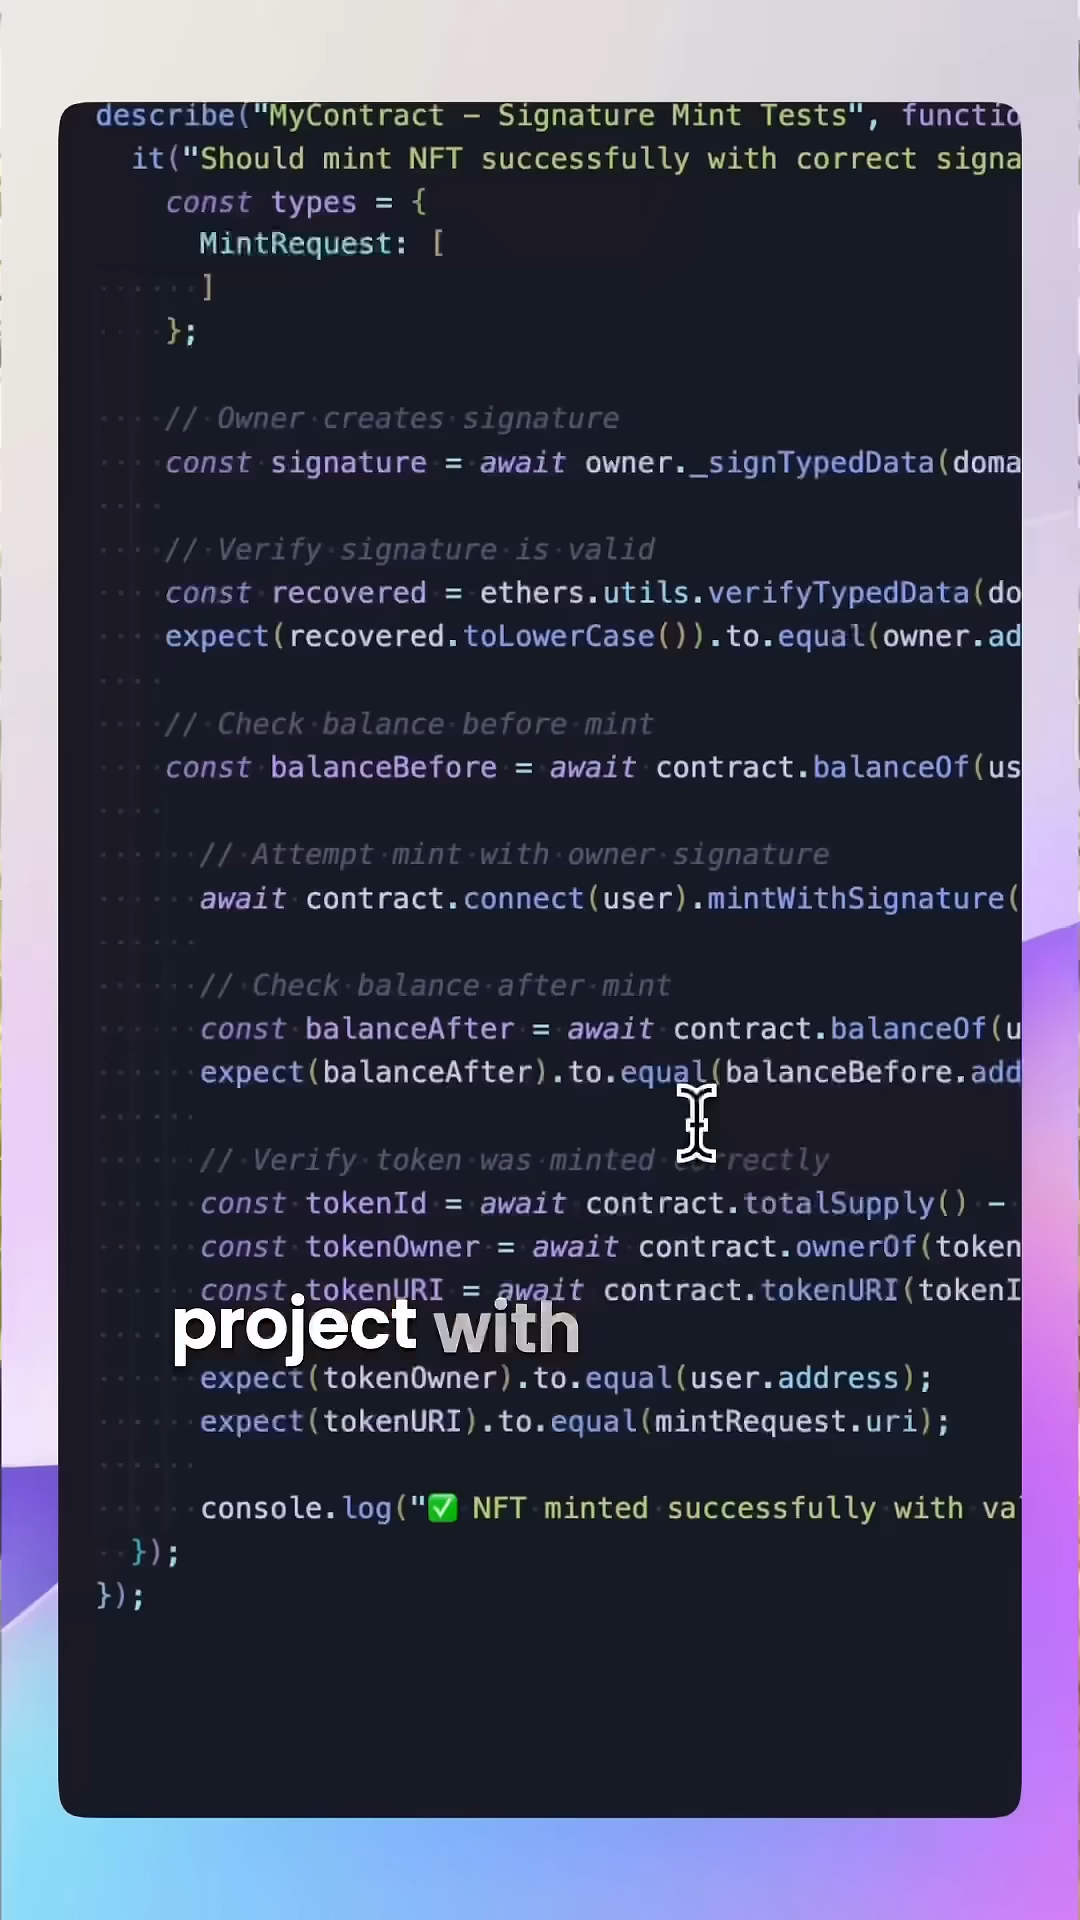 describe("MyContract – Signature Mint Tests", functio
it("Should mint NFT successfully with correct signa
const types = {
MintRequest: [
]
};
// Owner creates signature
const signature = await owner._signTypedData(doma
// Verify signature is valid
const recovered = ethers.utils.verifyTypedData(do
expect(recovered.toLowerCase()).to.equal(owner.ad
// Check balance before mint
const balanceBefore = await contract.balanceOf(us
// Attempt mint with owner signature
await contract.connect(user).mintWithSignature(
// Check balance after mint
const balanceAfter = await contract.balanceOf(u
expect(balanceAfter).to.equal(balanceBefore.add
// Verify token was minted correctly
const tokenId = await contract.totalSupply() –
const tokenOwner = await contract.ownerOf(token
const tokenURI = await contract.tokenURI(tokenI
project with
expect(tokenOwner).to.equal(user.address);
expect(tokenURI).to.equal(mintRequest.uri);
console.log("✅ NFT minted successfully with va
});
});